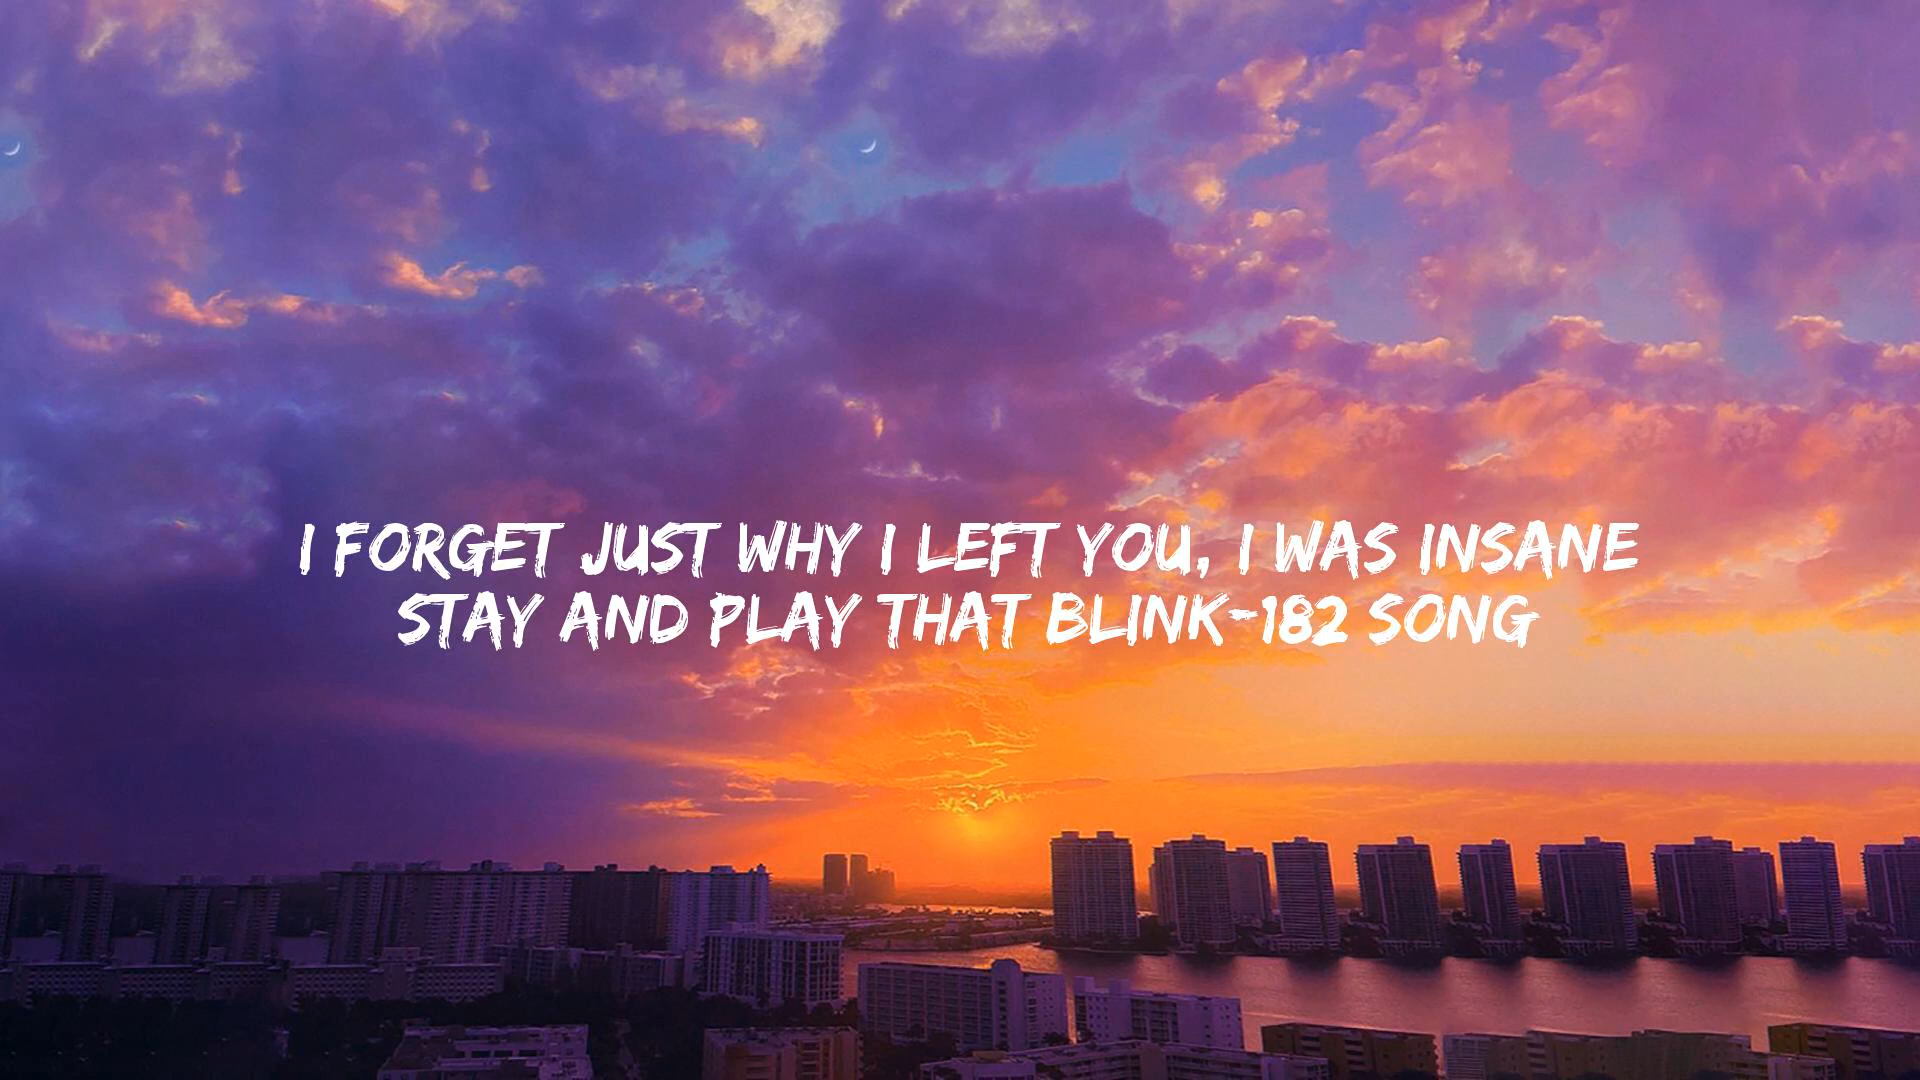 I FORGET JUST WHY I LEFT YOU, I WAS INSANE
STAY AND PLAY THAT BLINK-182 SONG